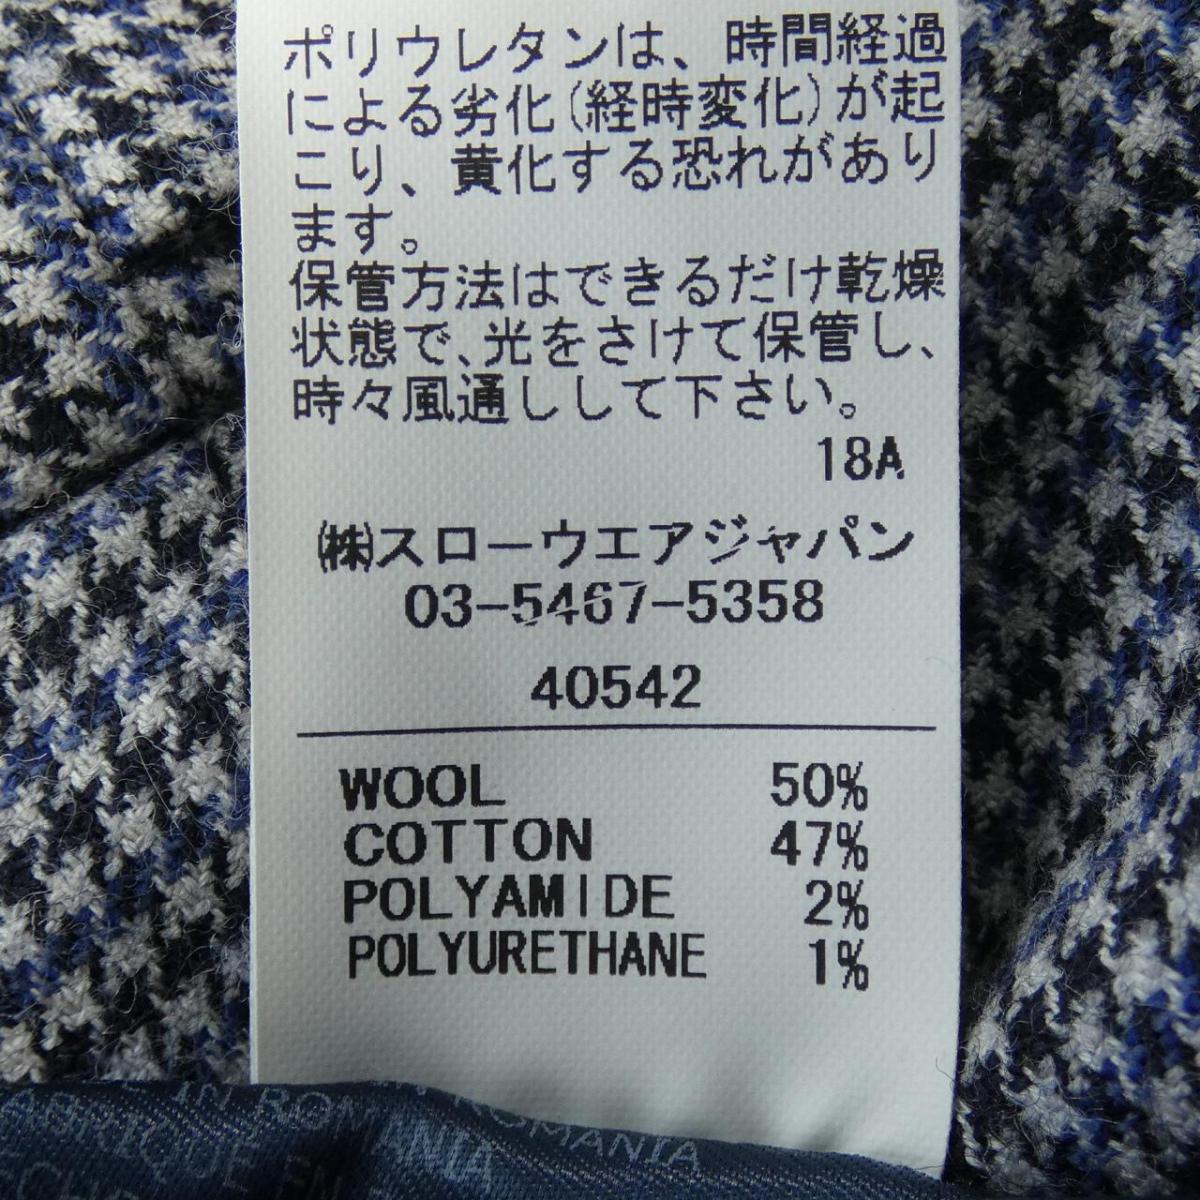 ポリウレタンは、時間経過
による劣化(経時変化)が起
こり、黄化する恐れがあり
ます。
保管方法はできるだけ乾燥
状態で、光をさけて保管し、
時々風通しして下さい。
18A
㈱スローウエアジャパン
03-5467-5358
40542
WOOL 50%
COTTON 47%
POLYAMIDE 2%
POLYURETHANE 1%
IN ROMANIA
ROMANIA